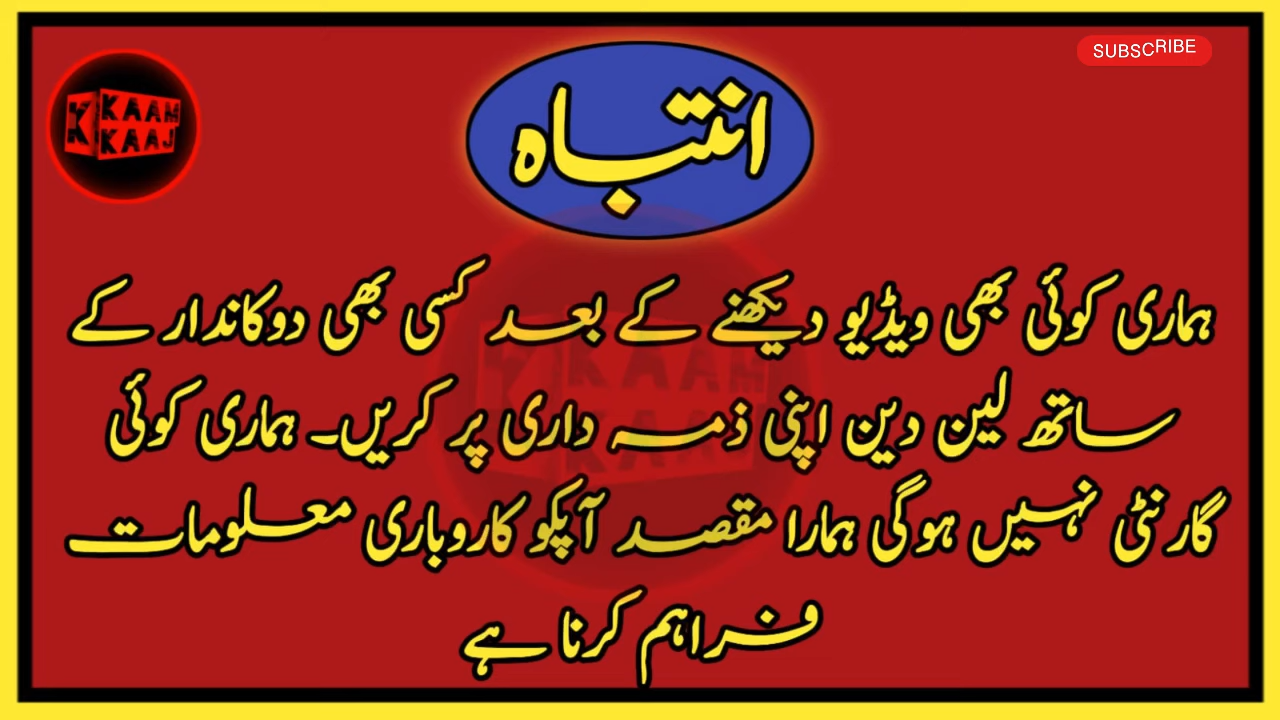 KAAM
KAAJ
SUBSCRIBE
انتباہ
ہماری کوئی بھی ویڈیو دیکھنے کے بعد کسی بھی دوکاندار کے
ساتھ لین دین اپنی ذمہ داری پر کریں۔ ہماری کوئی
گارنٹی نہیں ہوگی ہمارا مقصد آپکو کاروباری معلومات
فراہم کرنا ہے